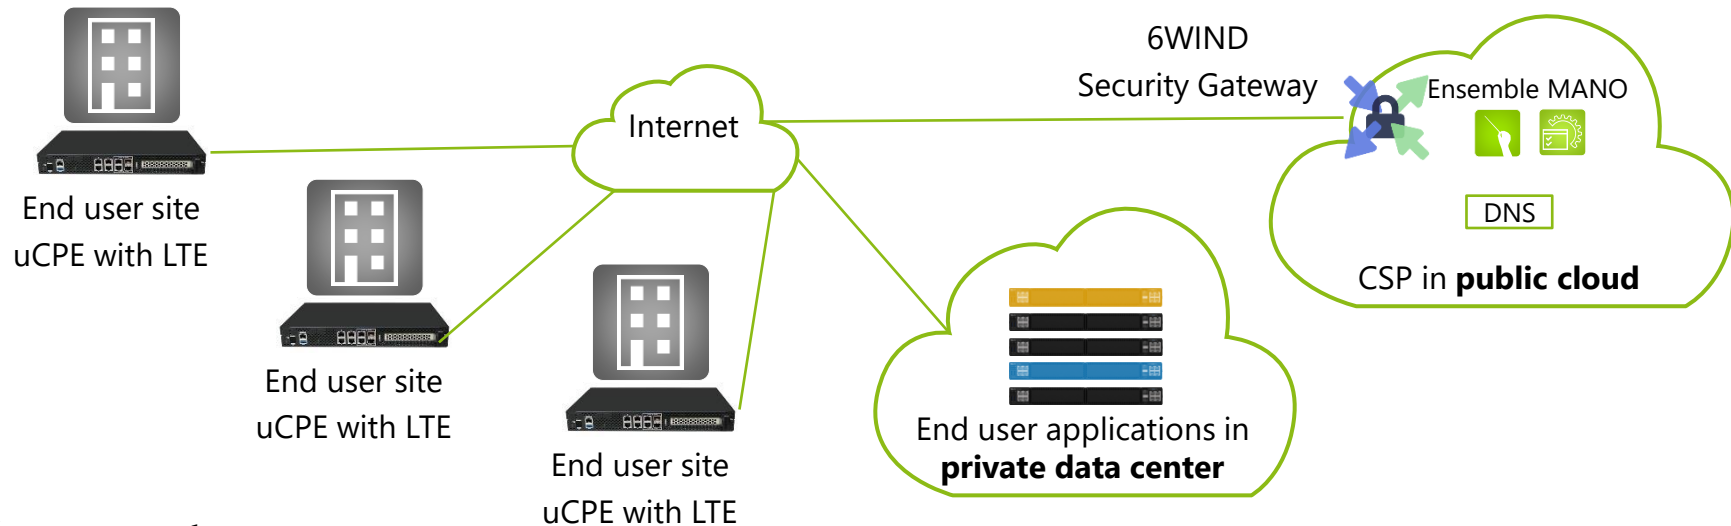 6WIND
Security Gateway
Ensemble MANO
Internet
DNS
CSP in public cloud
End user site
uCPE with LTE
End user site
uCPE with LTE
End user site
uCPE with LTE
End user applications in
private data center